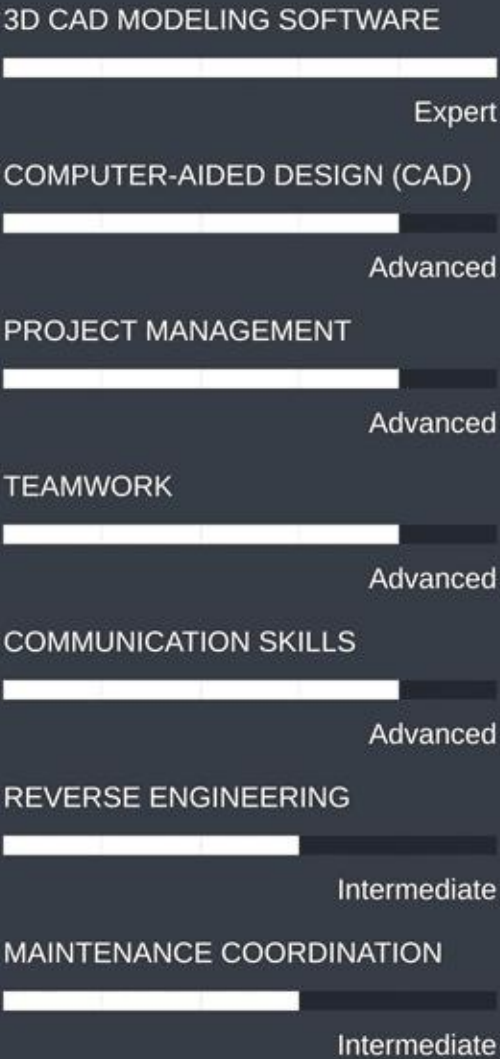 3D CAD MODELING SOFTWARE
Expert
COMPUTER-AIDED DESIGN (CAD)
Advanced
PROJECT MANAGEMENT
Advanced
TEAMWORK
Advanced
COMMUNICATION SKILLS
Advanced
REVERSE ENGINEERING
Intermediate
MAINTENANCE COORDINATION
Intermediate